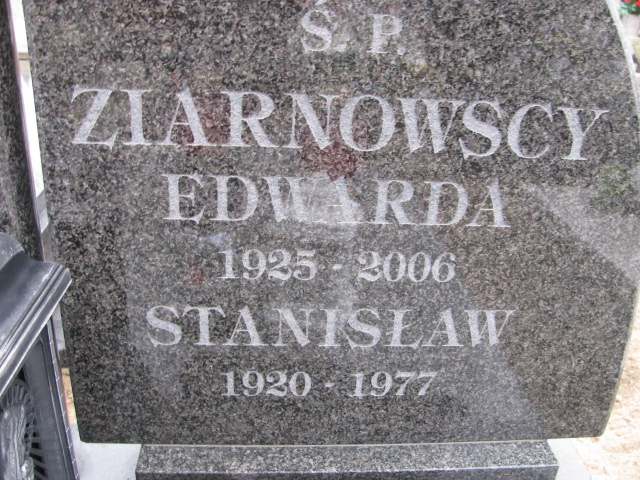 Ś. P.
ZIARNOWSCY
EDWARDA
1925 - 2006
STANISŁAW
1920 - 1977